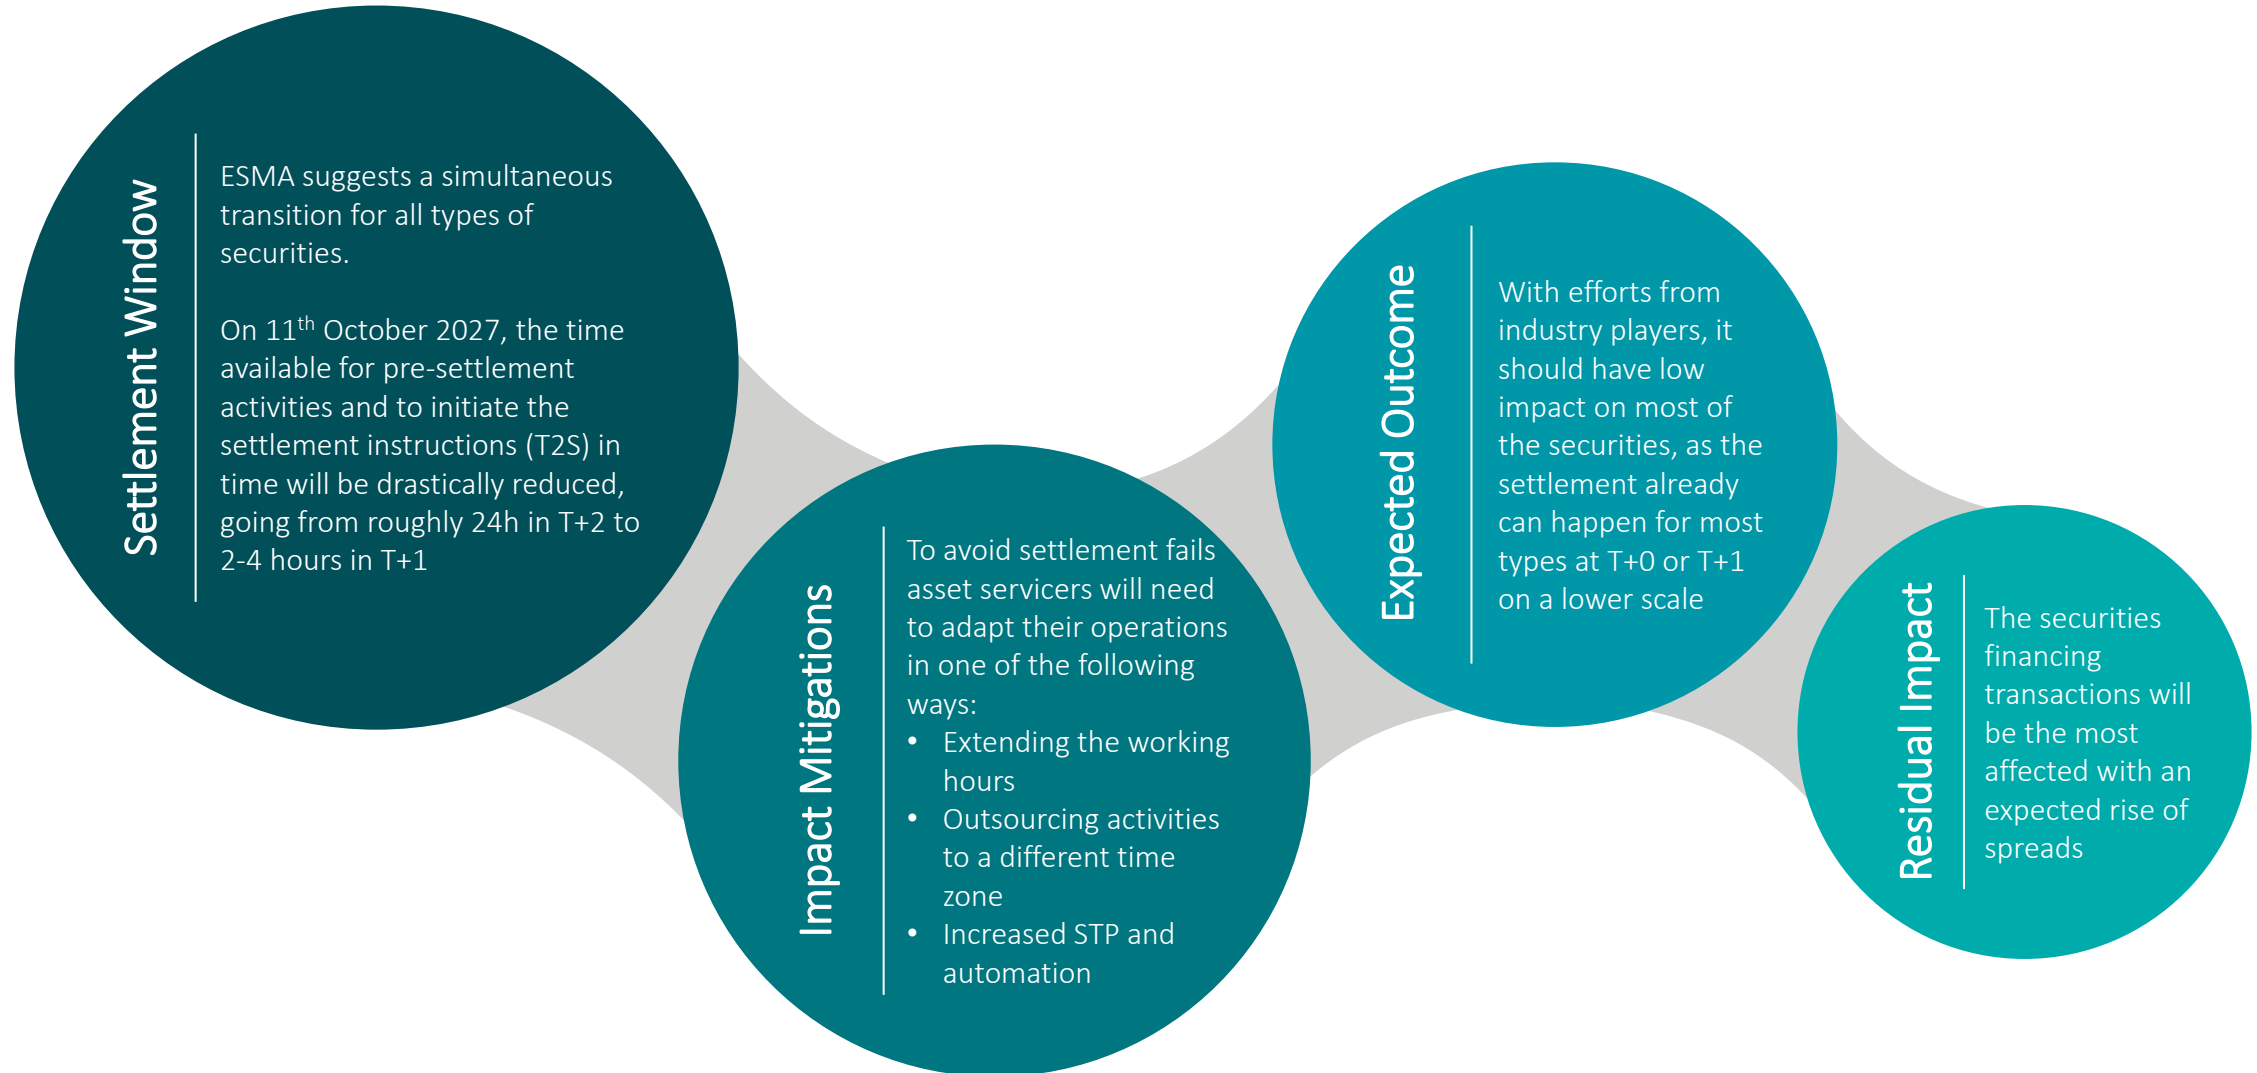 Settlement Window
ESMA suggests a simultaneous
transition for all types of
securities.
On 11th October 2027, the time
available for pre-settlement
activities and to initiate the
settlement instructions (T2S) in
time will be drastically reduced,
going from roughly 24h in T+2 to
2-4 hours in T+1
Impact Mitigations
To avoid settlement fails
asset servicers will need
to adapt their operations
in one of the following
ways:
• Extending the working
hours
• Outsourcing activities
to a different time
zone
• Increased STP and
automation
Expected Outcome
With efforts from
industry players, it
should have low
impact on most of
the securities, as the
settlement already
can happen for most
types at T+0 or T+1
on a lower scale
Residual Impact
The securities
financing
transactions will
be the most
affected with an
expected rise of
spreads